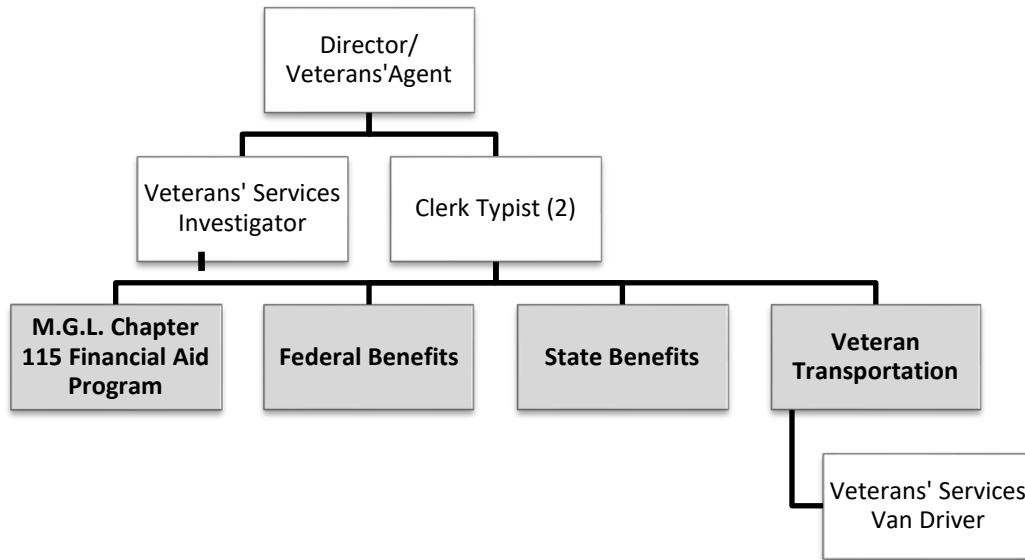 Director/
Veterans'Agent
Veterans' Services
Investigator
Clerk Typist (2)
M.G.L. Chapter
115 Financial Aid
Program
Federal Benefits
State Benefits
Veteran
Transportation
Veterans' Services
Van Driver